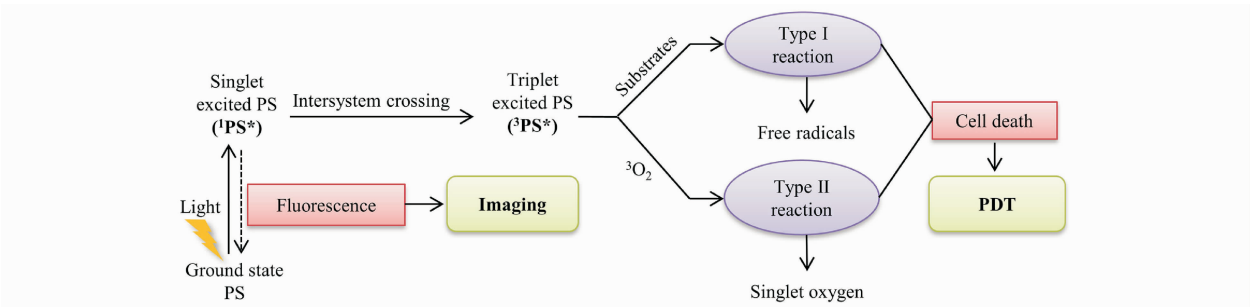 Singlet
excited PS
(¹PS*)
Intersystem crossing
Triplet
excited PS
(³PS*)
Substrates
³O₂
Type I
reaction
Free radicals
Type II
reaction
Singlet oxygen
Cell death
PDT
Light
Fluorescence
Imaging
Ground state
PS